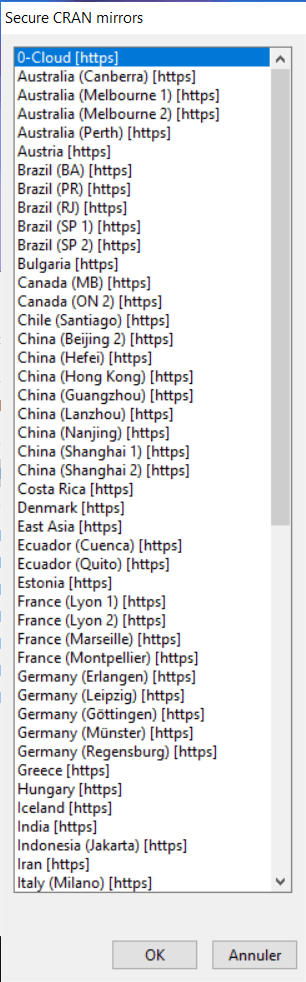 Secure CRAN mirrors
0-Cloud [https]
Australia (Canberra) [https]
Australia (Melbourne 1) [https]
Australia (Melbourne 2) [https]
Australia (Perth) [https]
Austria [https]
Brazil (BA) [https]
Brazil (PR) [https]
Brazil (RJ) [https]
Brazil (SP 1) [https]
Brazil (SP 2) [https]
Bulgaria [https]
Canada (MB) [https]
Canada (ON 2) [https]
Chile (Santiago) [https]
China (Beijing 2) [https]
China (Hefei) [https]
China (Hong Kong) [https]
China (Guangzhou) [https]
China (Lanzhou) [https]
China (Nanjing) [https]
China (Shanghai 1) [https]
China (Shanghai 2) [https]
Costa Rica [https]
Denmark [https]
East Asia [https]
Ecuador (Cuenca) [https]
Ecuador (Quito) [https]
Estonia [https]
France (Lyon 1) [https]
France (Lyon 2) [https]
France (Marseille) [https]
France (Montpellier) [https]
Germany (Erlangen) [https]
Germany (Leipzig) [https]
Germany (Göttingen) [https]
Germany (Münster) [https]
Germany (Regensburg) [https]
Greece [https]
Hungary [https]
Iceland [https]
India [https]
Indonesia (Jakarta) [https]
Iran [https]
Italy (Milano) [https]
OK Annuler